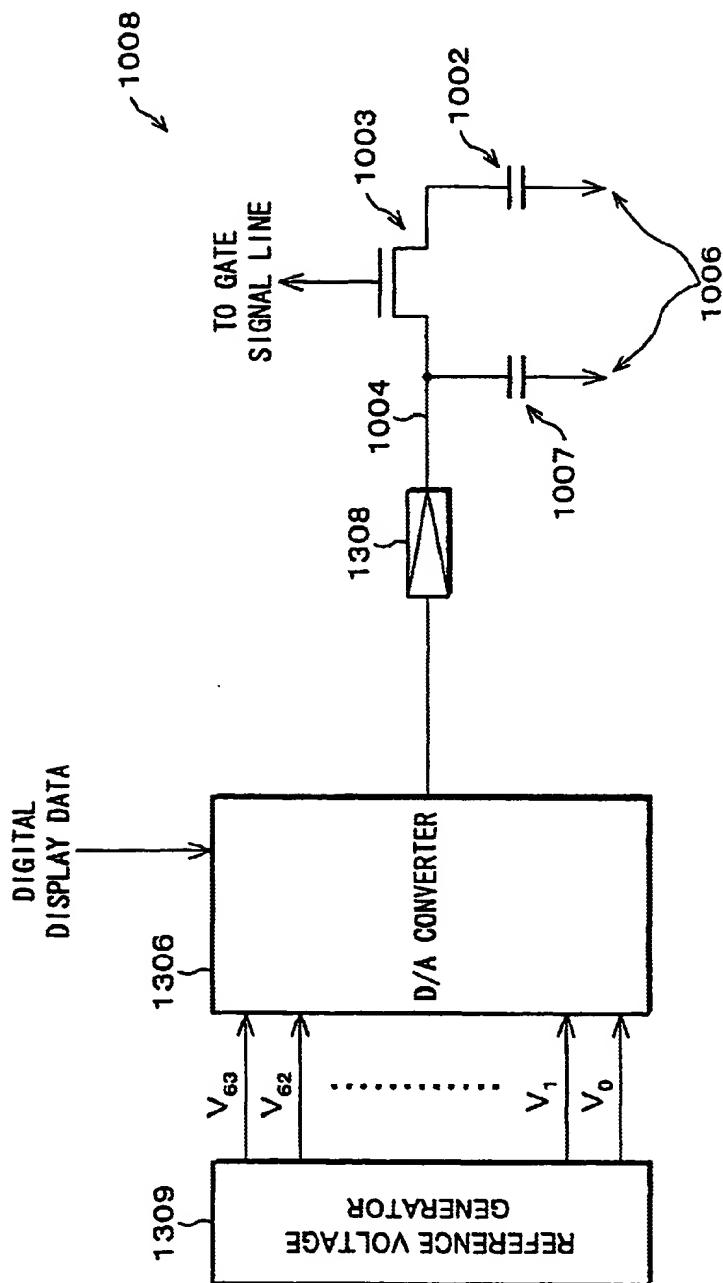 1008
1002
1003
TO GATE
SIGNAL LINE
1006
1004
1007
1308
DIGITAL
DISPLAY DATA
1306
D/A CONVERTER
V63
V62
V1
V0
1309
REFERENCE VOLTAGE
GENERATOR